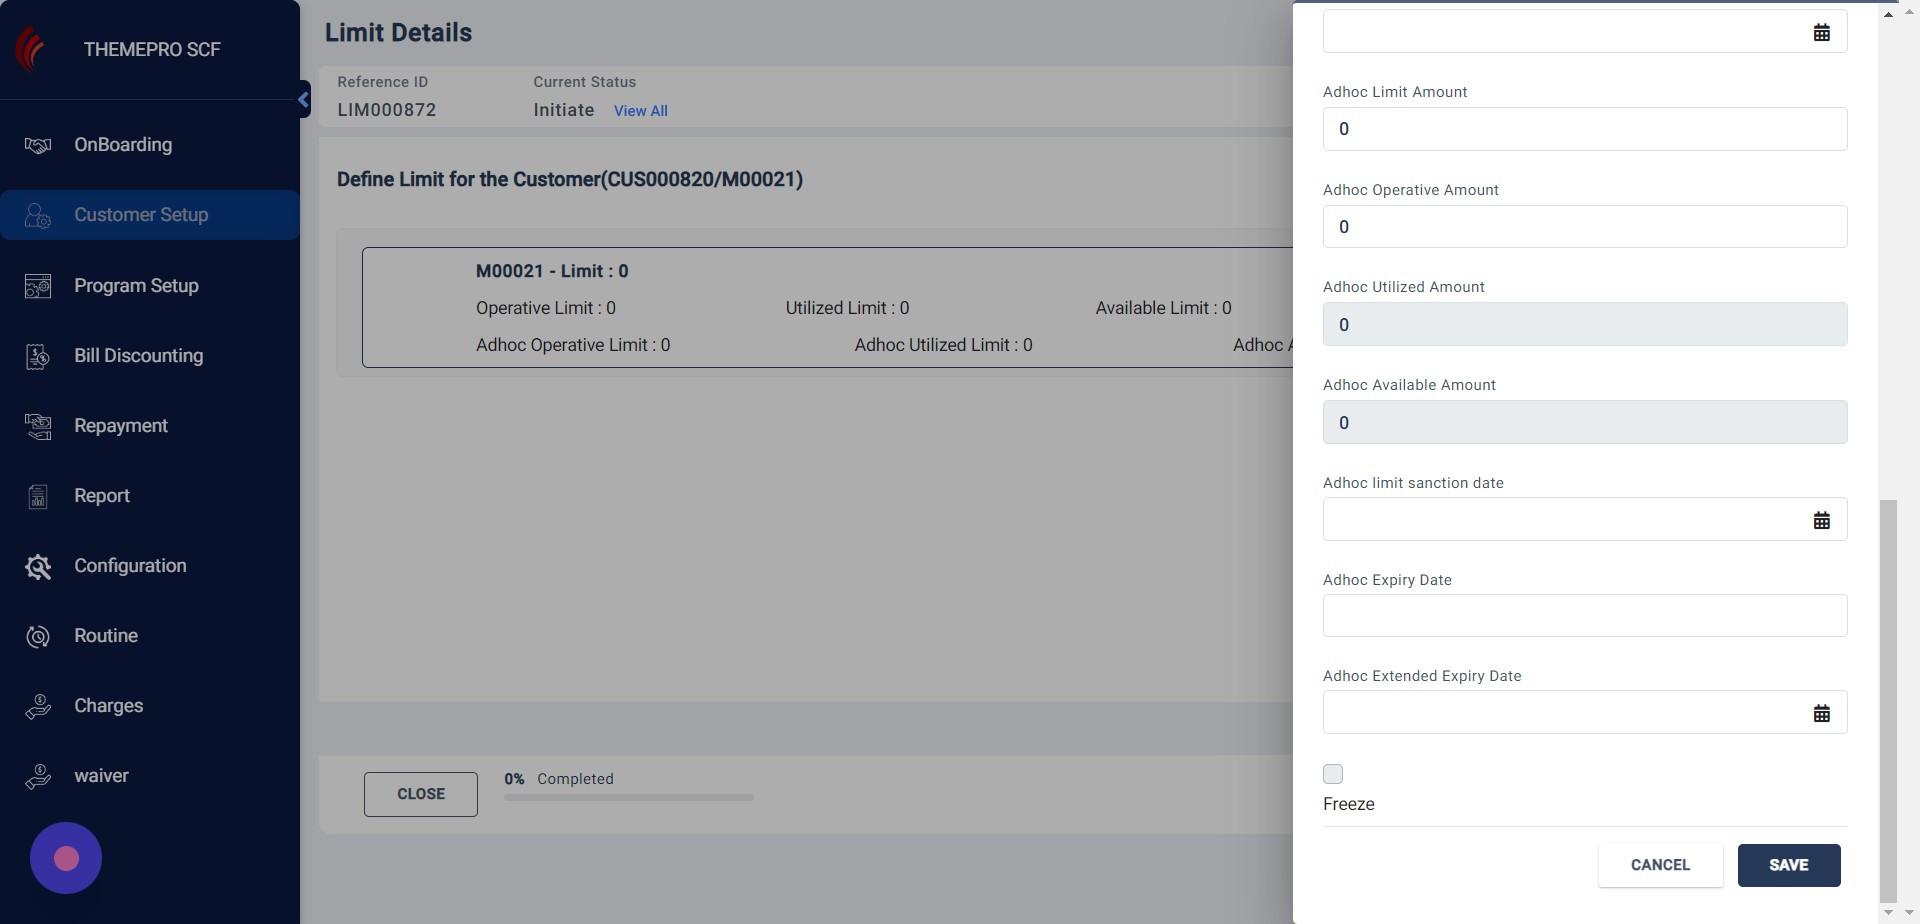 THEMEPRO SCF
OnBoarding
Customer Setup
Program Setup
Bill Discounting
Repayment
Report
Configuration
Routine
Charges
waiver
Limit Details
Reference ID
LIM000872
Current Status
Initiate View All
Define Limit for the Customer(CUS000820/M00021)
M00021 - Limit : 0
Operative Limit : 0 Utilized Limit : 0 Available Limit : 0
Adhoc Operative Limit : 0 Adhoc Utilized Limit : 0 Adhoc
CLOSE
0% Completed
Adhoc Limit Amount
0
Adhoc Operative Amount
0
Adhoc Utilized Amount
0
Adhoc Available Amount
0
Adhoc limit sanction date
Adhoc Expiry Date
Adhoc Extended Expiry Date
Freeze
CANCEL SAVE